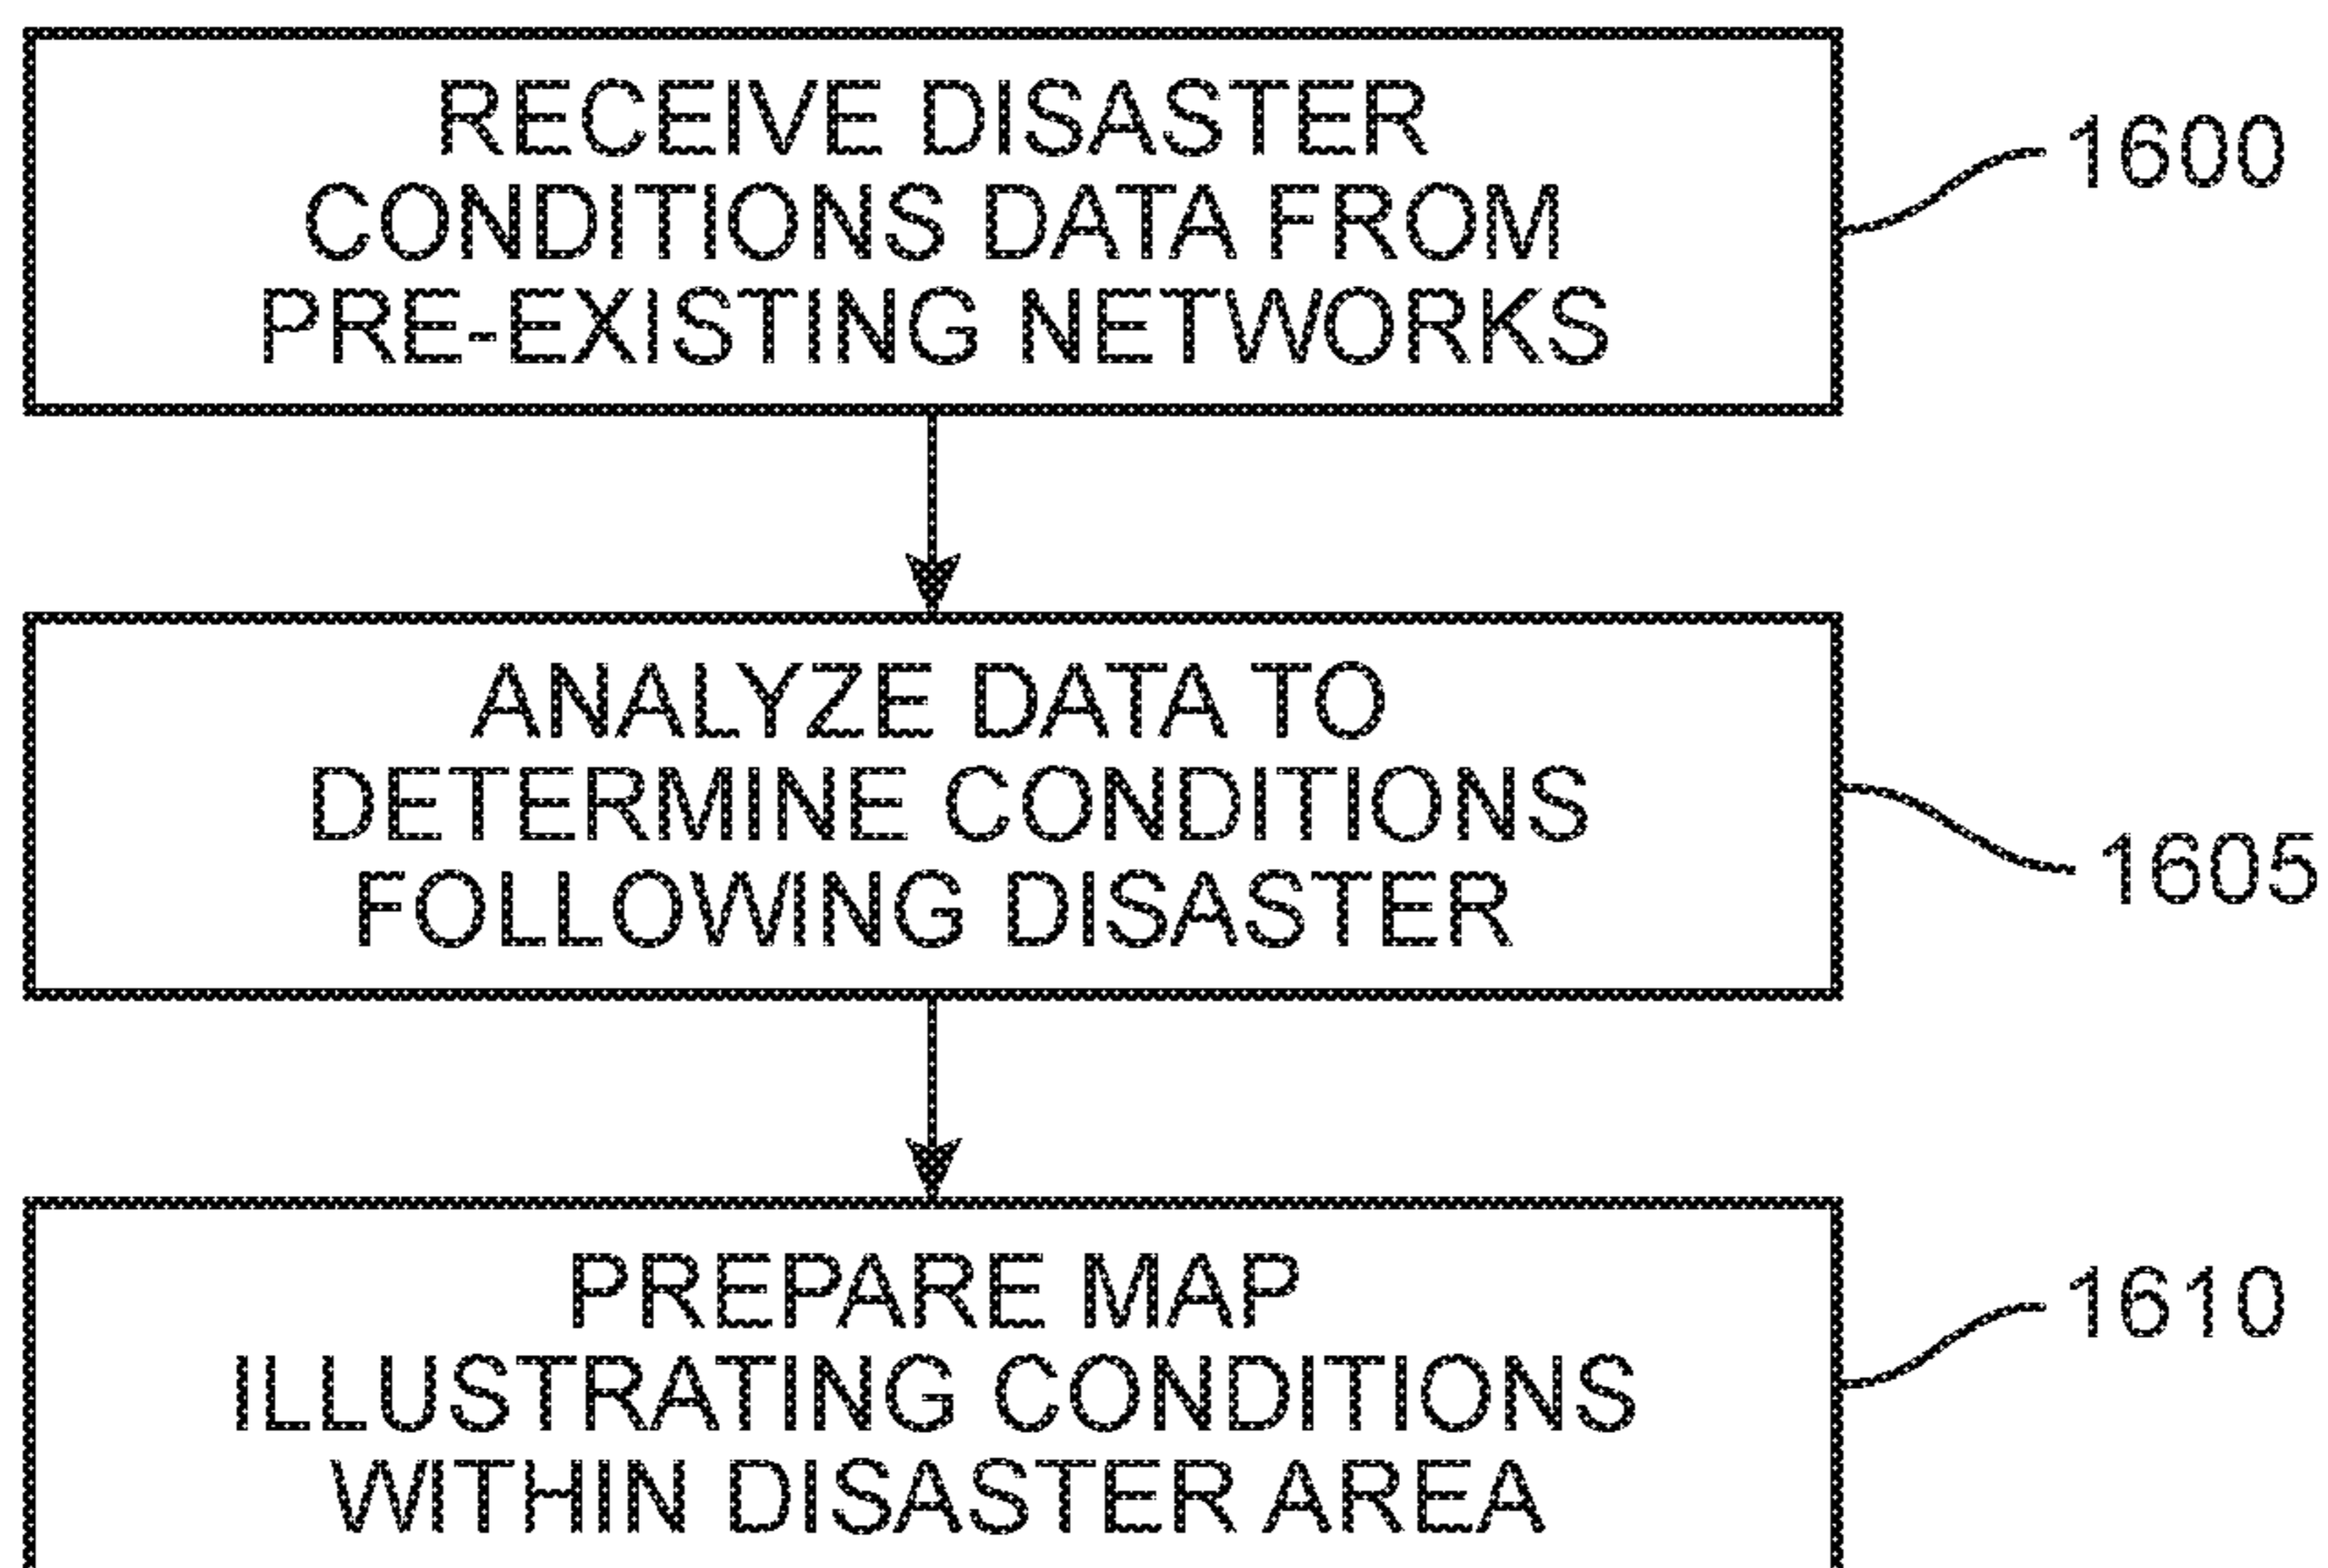 RECEIVE DISASTER
CONDITIONS DATA FROM
PRE-EXISTING NETWORKS
1600
ANALYZE DATA TO
DETERMINE CONDITIONS
FOLLOWING DISASTER
1605
PREPARE MAP
ILLUSTRATING CONDITIONS
WITHIN DISASTER AREA
1610